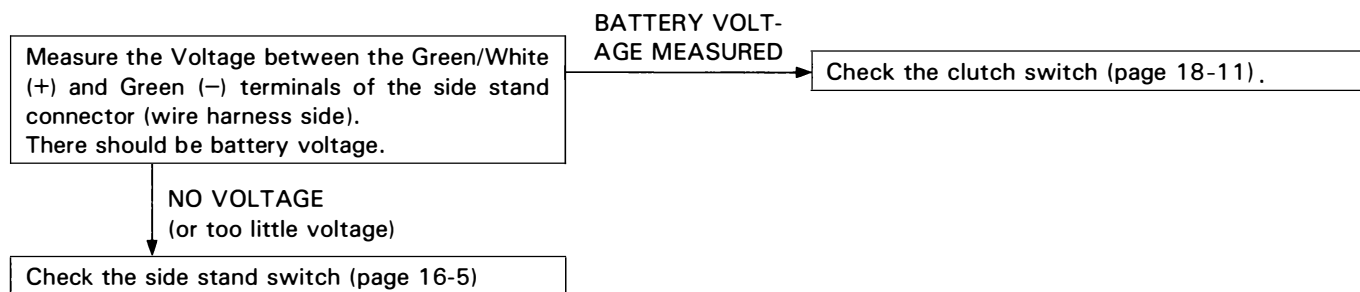 BATTERY VOLT-
AGE MEASURED
Measure the Voltage between the Green/White
(+) and Green (−) terminals of the side stand
connector (wire harness side).
There should be battery voltage.
Check the clutch switch (page 18-11).
NO VOLTAGE
(or too little voltage)
Check the side stand switch (page 16-5)